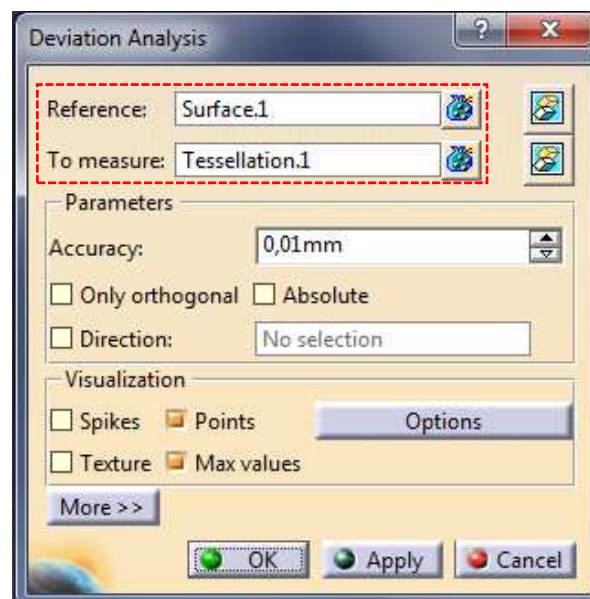 Deviation Analysis
?
X
Reference: Surface.1
To measure: Tessellation.1
Parameters
Accuracy: 0,01mm
Only orthogonal Absolute
Direction: No selection
Visualization
Spikes Points Options
Texture Max values
More >>
OK Apply Cancel